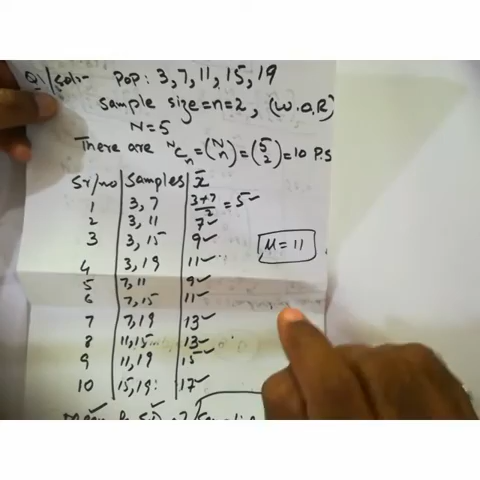 Q1/ Sol:- Pop: 3, 7, 11, 15, 19
Sample size = n = 2, (W.O.R)
N = 5
There are ᴺCₙ = (N n) = (5 2) = 10 P.S
Sr/no | Samples | x̄
1 | 3, 7 | 3+7/2 = 5 ✓
2 | 3, 11 | 7 ✓
3 | 3, 15 | 9 ✓
μ = 11
4 | 3, 19 | 11 ✓
5 | 7, 11 | 9 ✓
6 | 7, 15 | 11 ✓
7 | 7, 19 | 13 ✓
8 | 11, 15 | 13 ✓
9 | 11, 19 | 15 ✓
10 | 15, 19 | 17 ✓